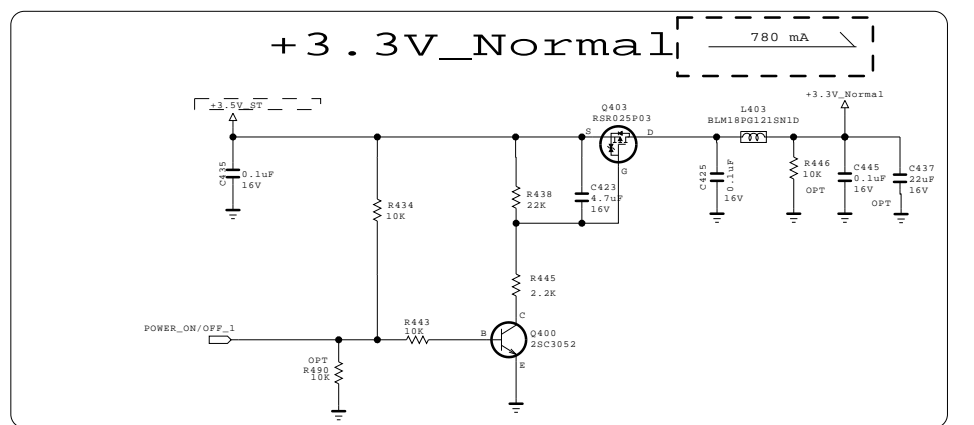 +3.3V_Normal
780 mA
+3.5V_ST
+3.3V_Normal
Q403
RSR025P03
L403
BLM18PG121SN1D
S
D
G
C435
0.1uF
16V
R434
10K
R438
22K
C423
4.7uF
16V
C425
0.1uF
16V
R446
10K
OPT
C445
0.1uF
16V
C437
22uF
16V
OPT
R445
2.2K
POWER_ON/OFF_1
R443
10K
B
C
Q400
2SC3052
E
OPT
R490
10K